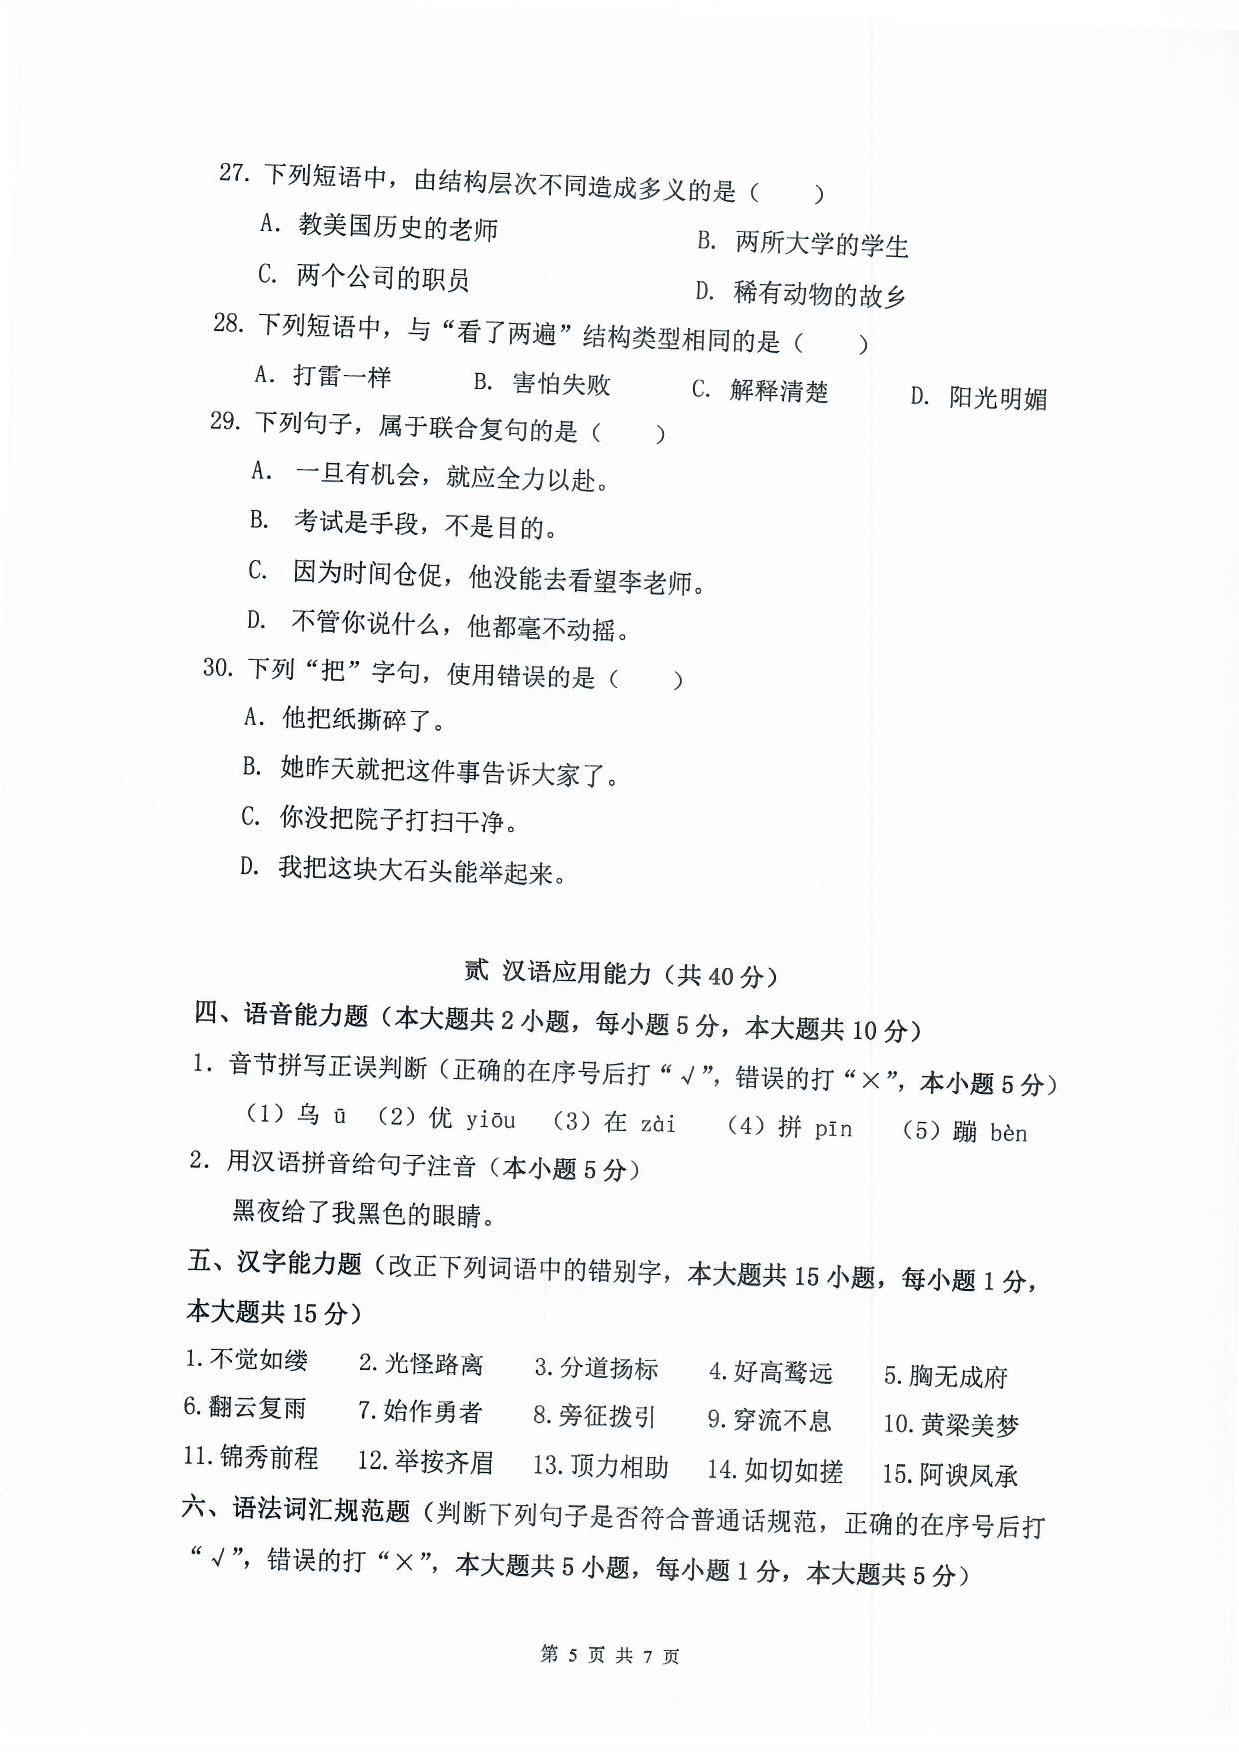 27. 下列短语中，由结构层次不同造成多义的是（　　）
A. 教美国历史的老师　　B. 两所大学的学生
C. 两个公司的职员　　D. 稀有动物的故乡
28. 下列短语中，与“看了两遍”结构类型相同的是（　　）
A. 打雷一样　　B. 害怕失败　　C. 解释清楚　　D. 阳光明媚
29. 下列句子，属于联合复句的是（　　）
A. 一旦有机会，就应全力以赴。
B. 考试是手段，不是目的。
C. 因为时间仓促，他没能去看望李老师。
D. 不管你说什么，他都毫不动摇。
30. 下列“把”字句，使用错误的是（　　）
A. 他把纸撕碎了。
B. 她昨天就把这件事告诉大家了。
C. 你没把院子打扫干净。
D. 我把这块大石头能举起来。
贰 汉语应用能力（共 40 分）
四、语音能力题（本大题共 2 小题，每小题 5 分，本大题共 10 分）
1. 音节拼写正误判断（正确的在序号后打“√”，错误的打“×”，本小题 5 分）
（1）乌 ū （2）优 yiōu （3）在 zài （4）拼 pīn （5）蹦 bèn
2. 用汉语拼音给句子注音（本小题 5 分）
黑夜给了我黑色的眼睛。
五、汉字能力题（改正下列词语中的错别字，本大题共 15 小题，每小题 1 分，
本大题共 15 分）
1. 不觉如缕　2. 光怪路离　3. 分道扬标　4. 好高鹜远　5. 胸无成府
6. 翻云复雨　7. 始作勇者　8. 旁征拨引　9. 穿流不息　10. 黄梁美梦
11. 锦秀前程　12. 举按齐眉　13. 顶力相助　14. 如切如搓　15. 阿谀凤承
六、语法词汇规范题（判断下列句子是否符合普通话规范，正确的在序号后打
“√”，错误的打“×”，本大题共 5 小题，每小题 1 分，本大题共 5 分）
第 5 页 共 7 页